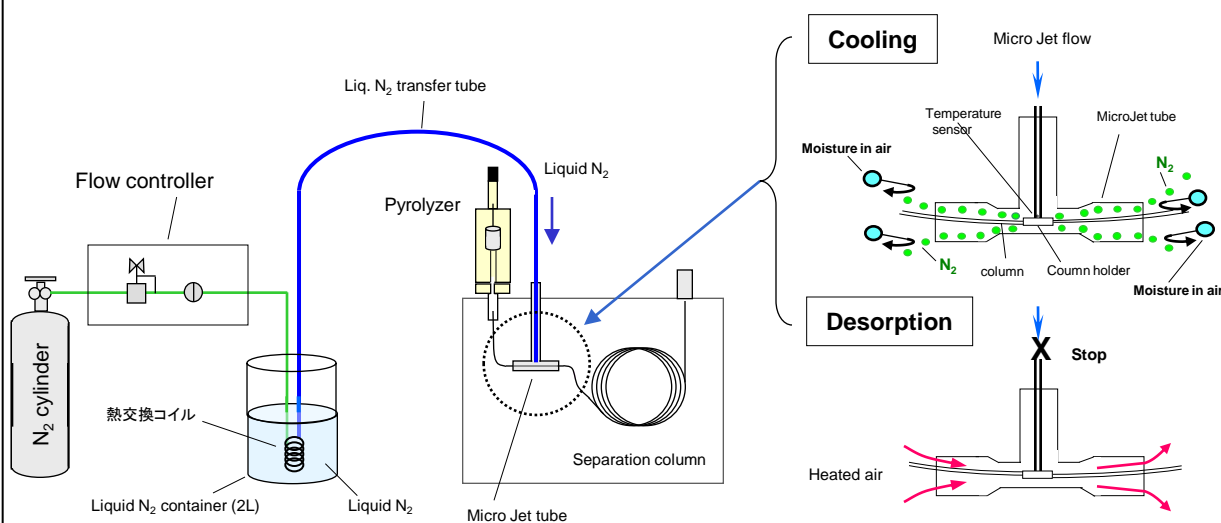 Cooling
Micro Jet flow
Liq. N₂ transfer tube
Temperature
sensor
MicroJet tube
Moisture in air
N₂
Liquid N₂
Flow controller
Pyrolyzer
N₂
column
Coumn holder
Moisture in air
Desorption
X
Stop
N₂ cylinder
熱交換コイル
Separation column
Heated air
Liquid N₂ container (2L)
Liquid N₂
Micro Jet tube